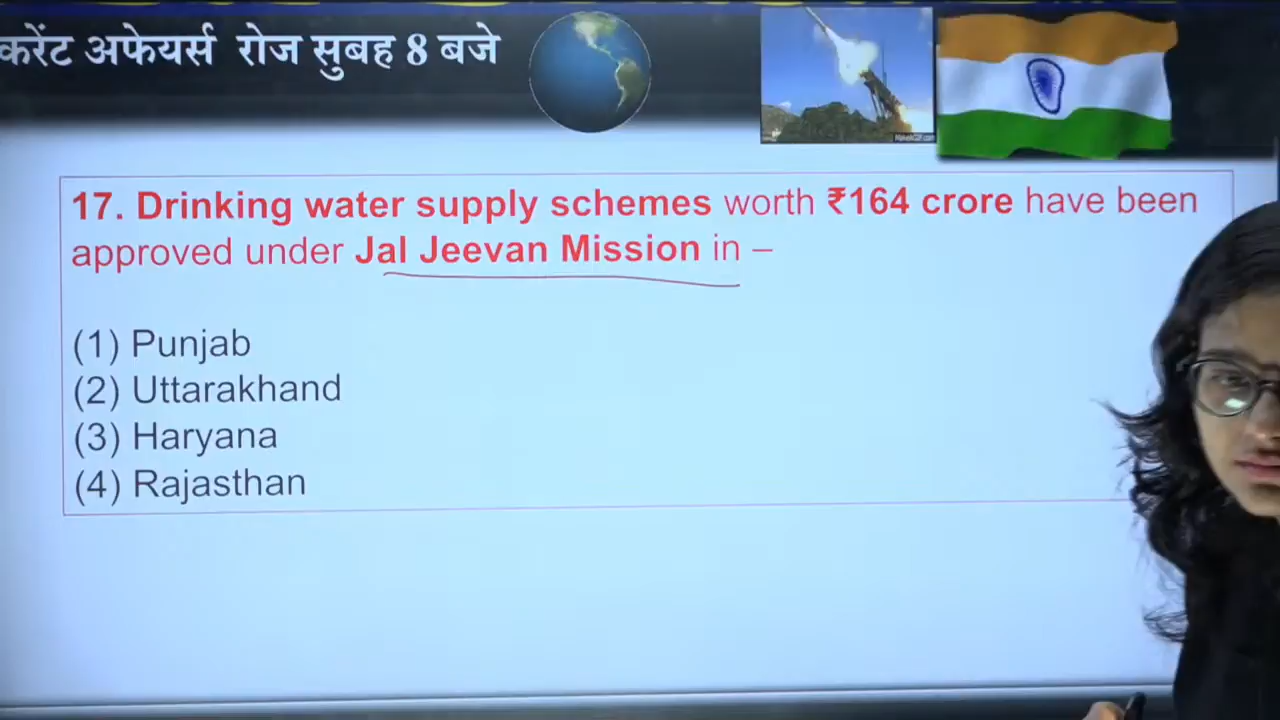 करेंट अफेयर्स रोज सुबह 8 बजे
17. Drinking water supply schemes worth ₹164 crore have been
approved under Jal Jeevan Mission in –
(1) Punjab
(2) Uttarakhand
(3) Haryana
(4) Rajasthan